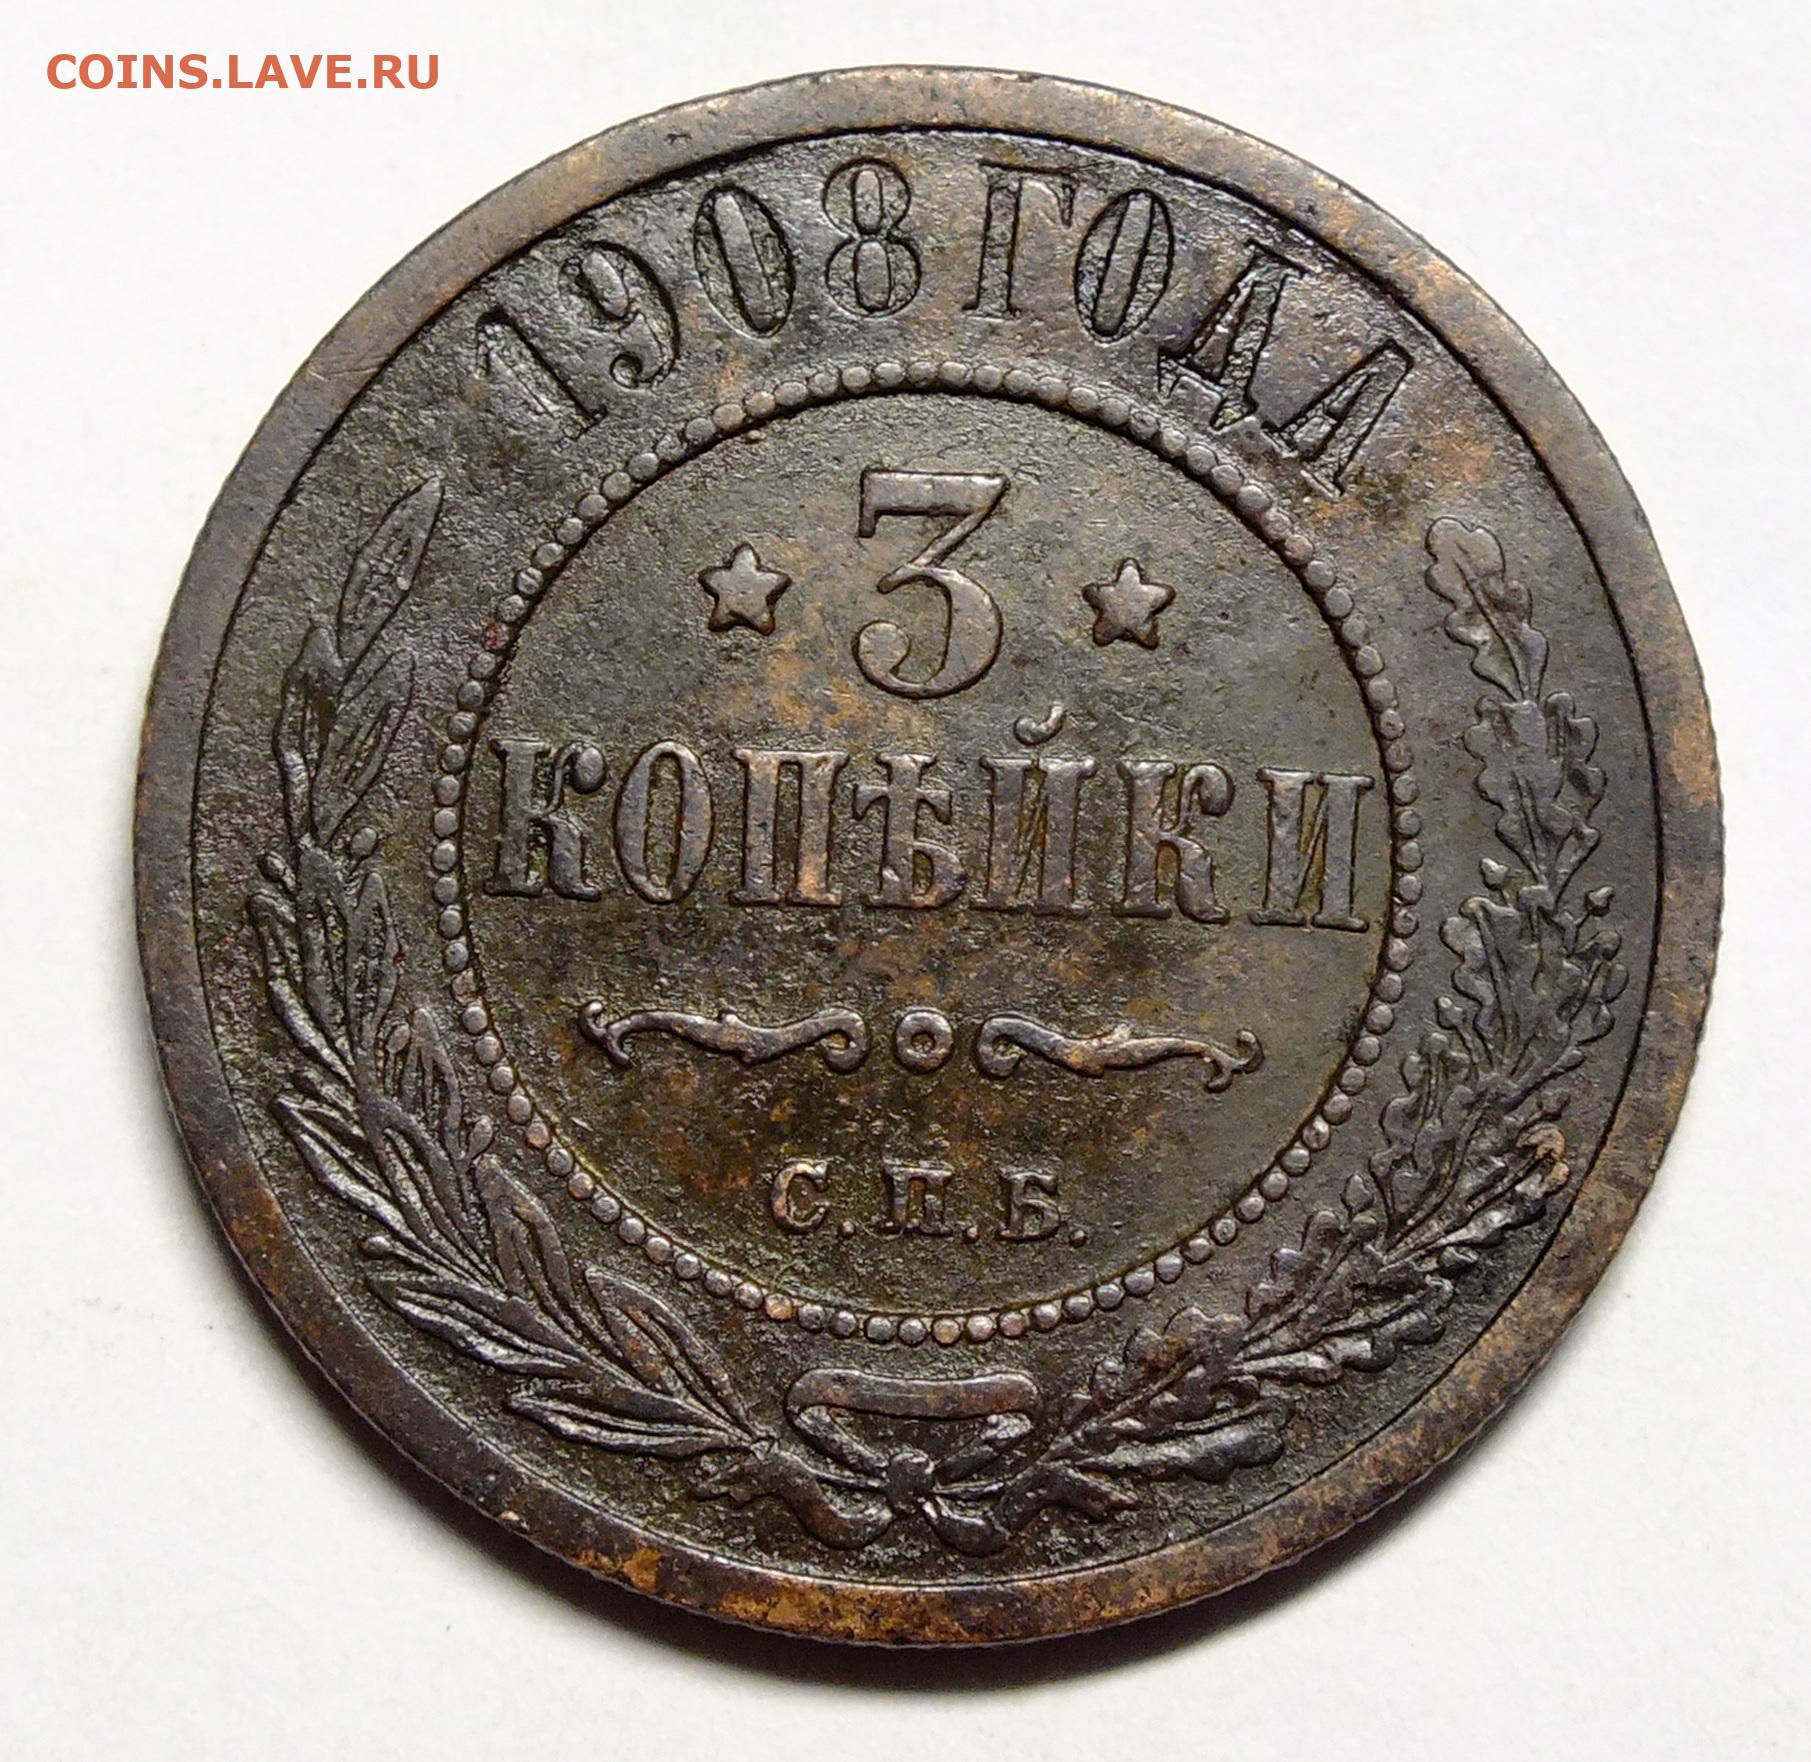 COINS.LAVE.RU
1908 ГОДА
3
КОПѢЙКИ
С.П.Б.